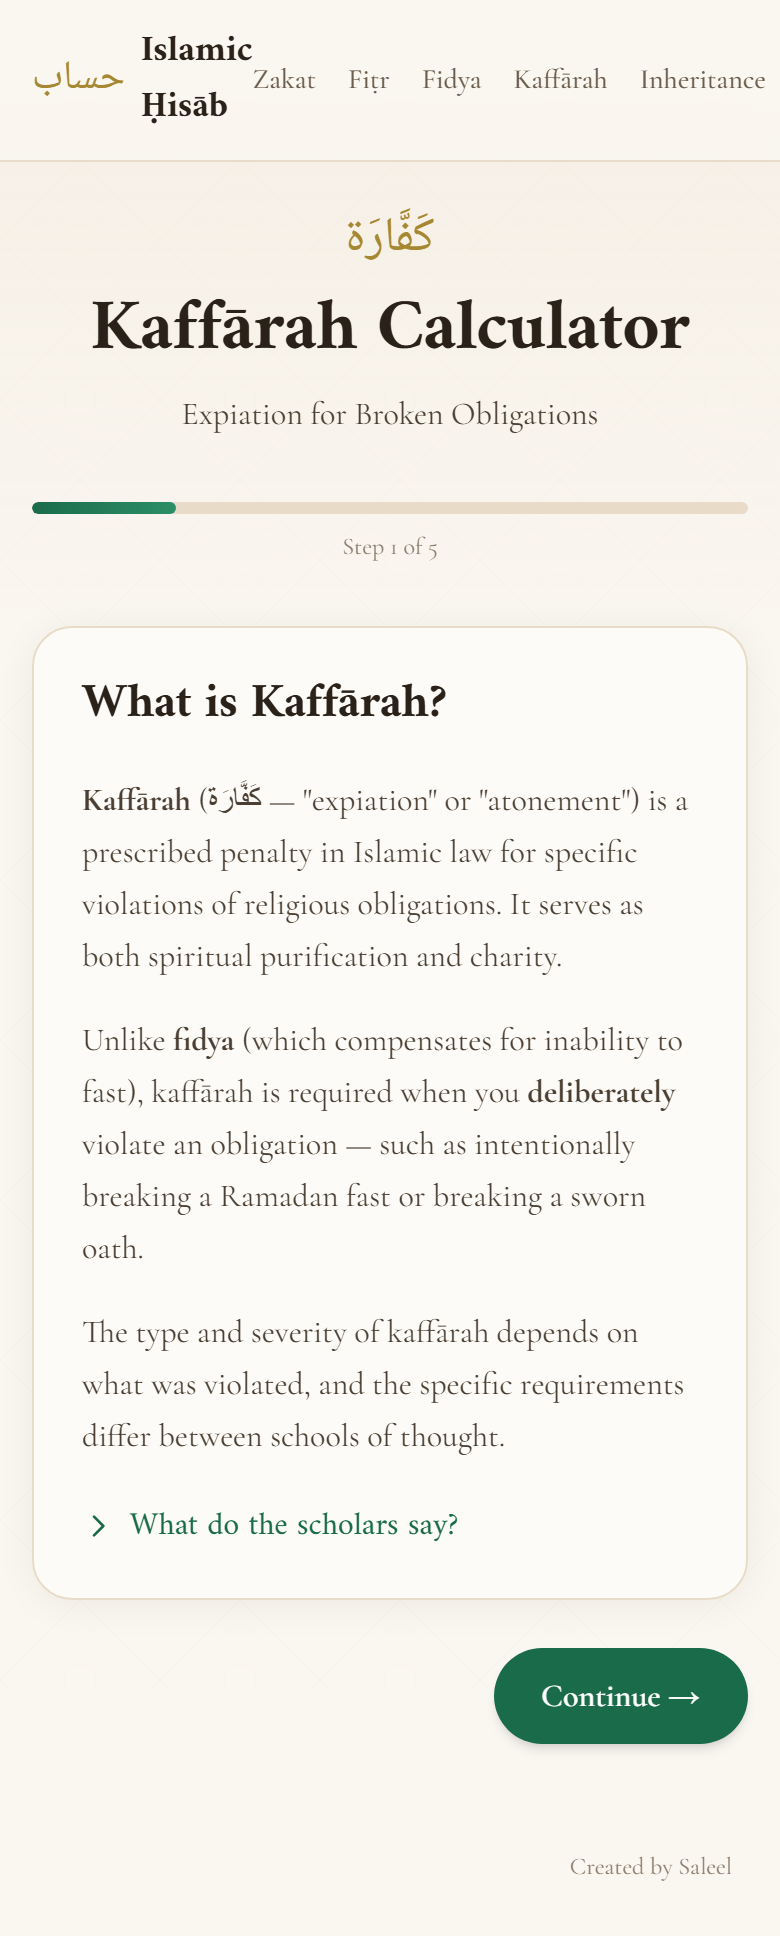 حساب
Islamic
Ḥisāb
Zakat Fiṭr Fidya Kaffārah Inheritance
كَفَّارَة
Kaffārah Calculator
Expiation for Broken Obligations
Step 1 of 5
What is Kaffārah?
Kaffārah (كَفَّارَة — "expiation" or "atonement") is a
prescribed penalty in Islamic law for specific
violations of religious obligations. It serves as
both spiritual purification and charity.
Unlike fidya (which compensates for inability to
fast), kaffārah is required when you deliberately
violate an obligation — such as intentionally
breaking a Ramadan fast or breaking a sworn
oath.
The type and severity of kaffārah depends on
what was violated, and the specific requirements
differ between schools of thought.
What do the scholars say?
Continue →
Created by Saleel